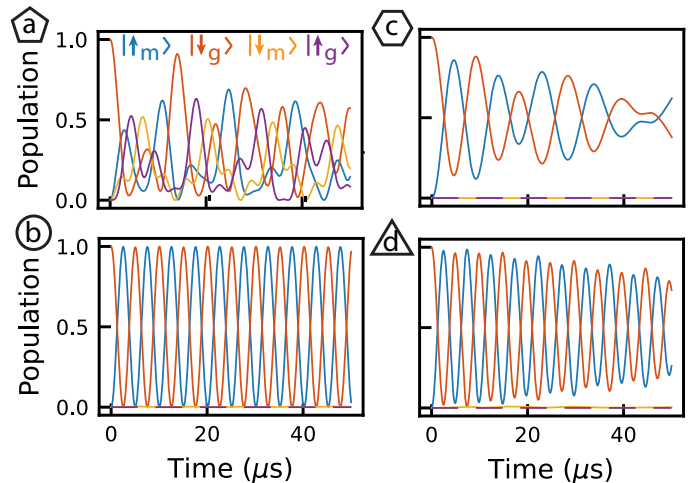 a
|↑m⟩ |↓g⟩ |↓m⟩ |↑g⟩
Population
1.0
0.5
0.0
c
b
Population
1.0
0.5
0.0
0
20
40
Time (μs)
d
0
20
40
Time (μs)